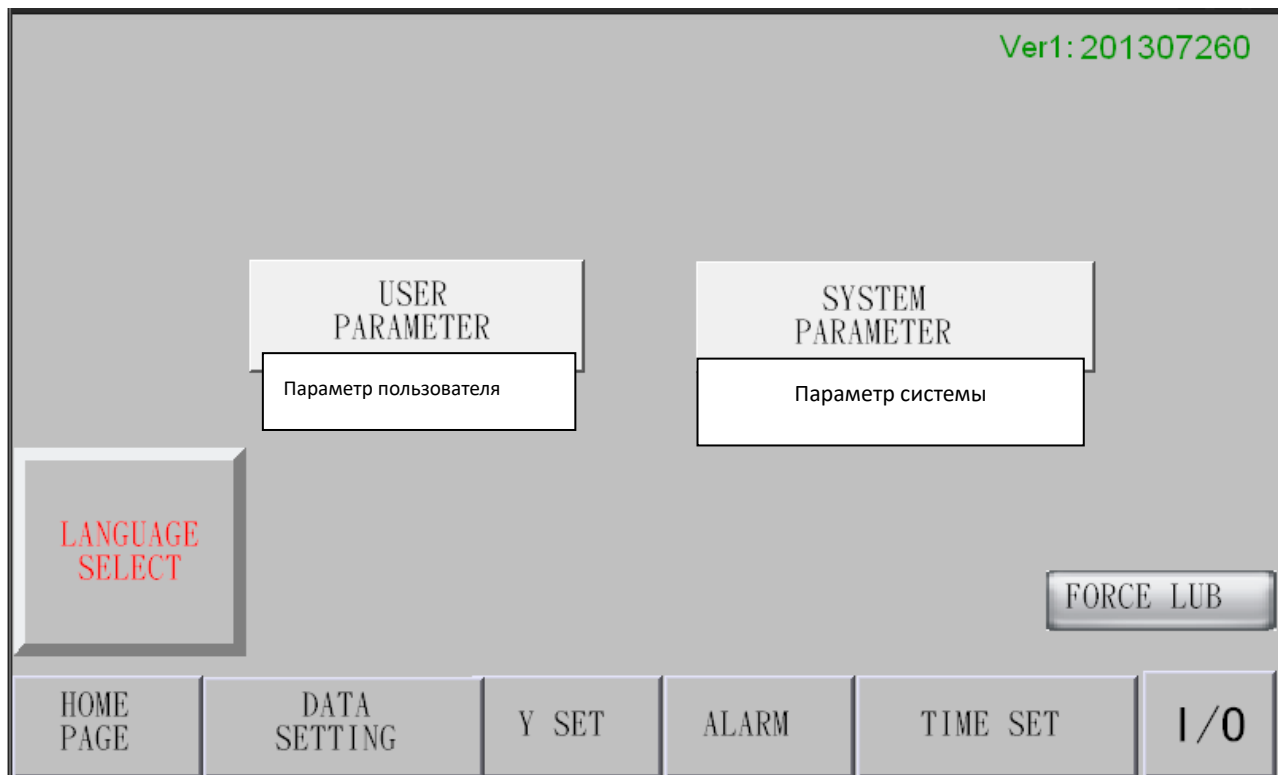 Ver1: 201307260
USER
PARAMETER
SYSTEM
PARAMETER
Параметр пользователя
Параметр системы
LANGUAGE
SELECT
FORCE LUB
HOME
PAGE
DATA
SETTING
Y SET
ALARM
TIME SET
I/O